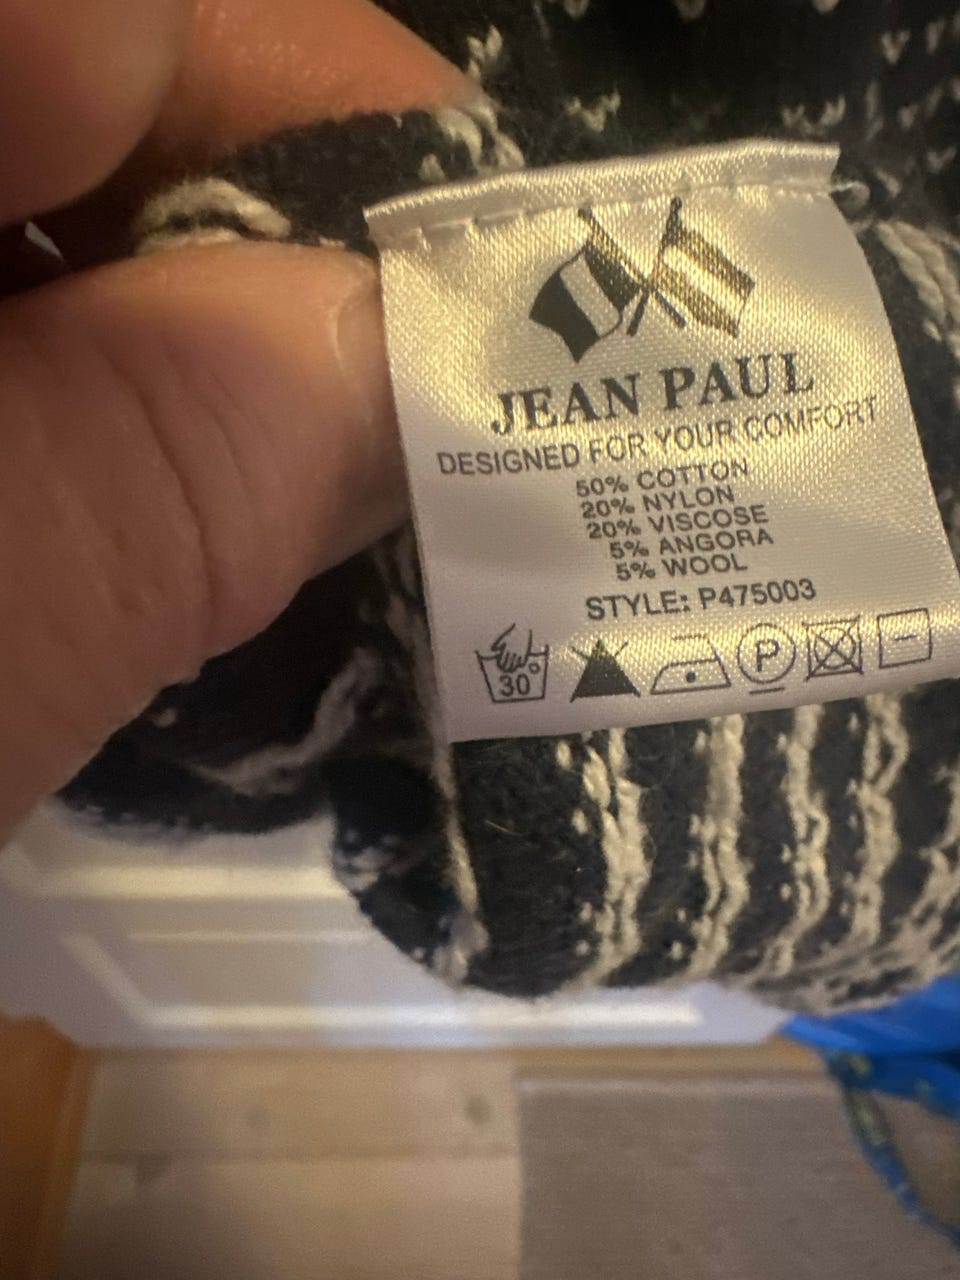 JEAN PAUL
DESIGNED FOR YOUR COMFORT
50% COTTON
20% NYLON
20% VISCOSE
5% ANGORA
5% WOOL
STYLE: P475003
30° P